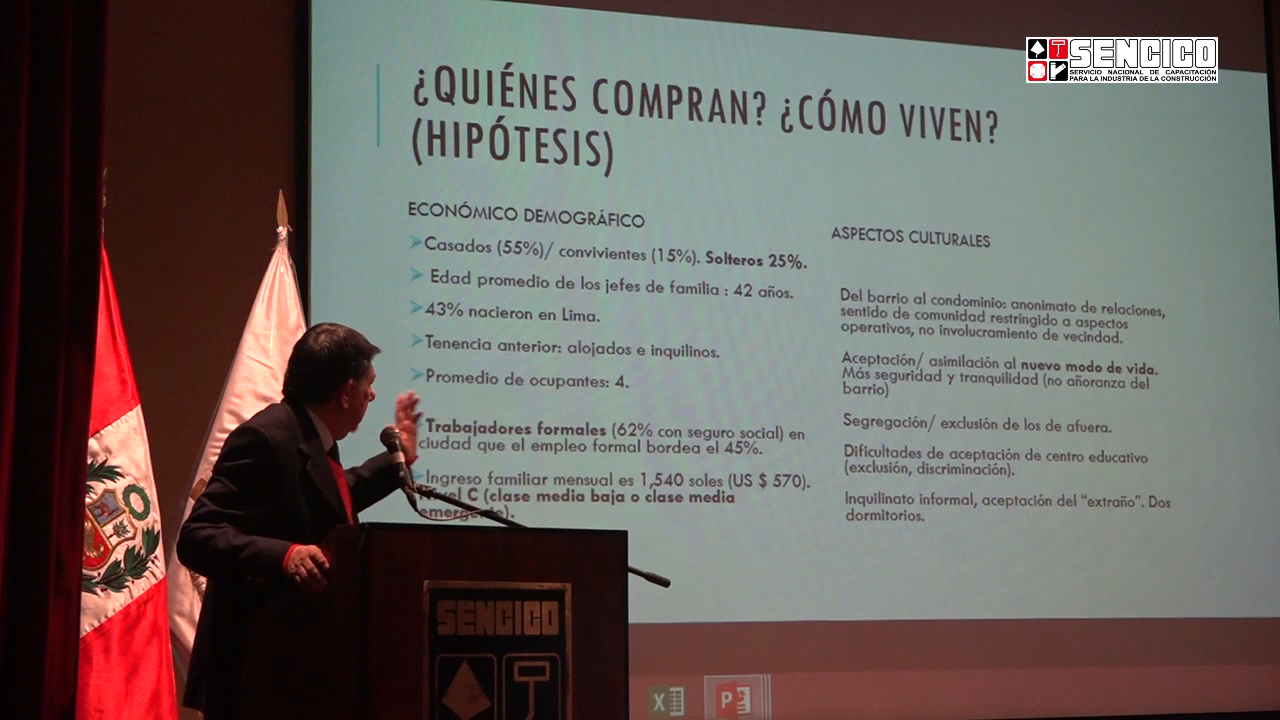 SENCICO
SERVICIO NACIONAL DE CAPACITACIÓN
PARA LA INDUSTRIA DE LA CONSTRUCCIÓN
¿QUIÉNES COMPRAN? ¿CÓMO VIVEN?
(HIPÓTESIS)
ECONÓMICO DEMOGRÁFICO
Casados (55%)/ convivientes (15%). Solteros 25%.
Edad promedio de los jefes de familia : 42 años.
43% nacieron en Lima.
Tenencia anterior: alojados e inquilinos.
Promedio de ocupantes: 4.
Trabajadores formales (62% con seguro social) en
ciudad que el empleo formal bordea el 45%.
Ingreso familiar mensual es 1,540 soles (US $ 570).
Nivel C (clase media baja o clase media
emergente).
ASPECTOS CULTURALES
Del barrio al condominio: anonimato de relaciones,
sentido de comunidad restringido a aspectos
operativos, no involucramiento de vecindad.
Aceptación/ asimilación al nuevo modo de vida.
Más seguridad y tranquilidad (no añoranza del
barrio)
Segregación/ exclusión de los de afuera.
Dificultades de aceptación de centro educativo
(exclusión, discriminación).
Inquilinato informal, aceptación del "extraño". Dos
dormitorios.
SENCICO